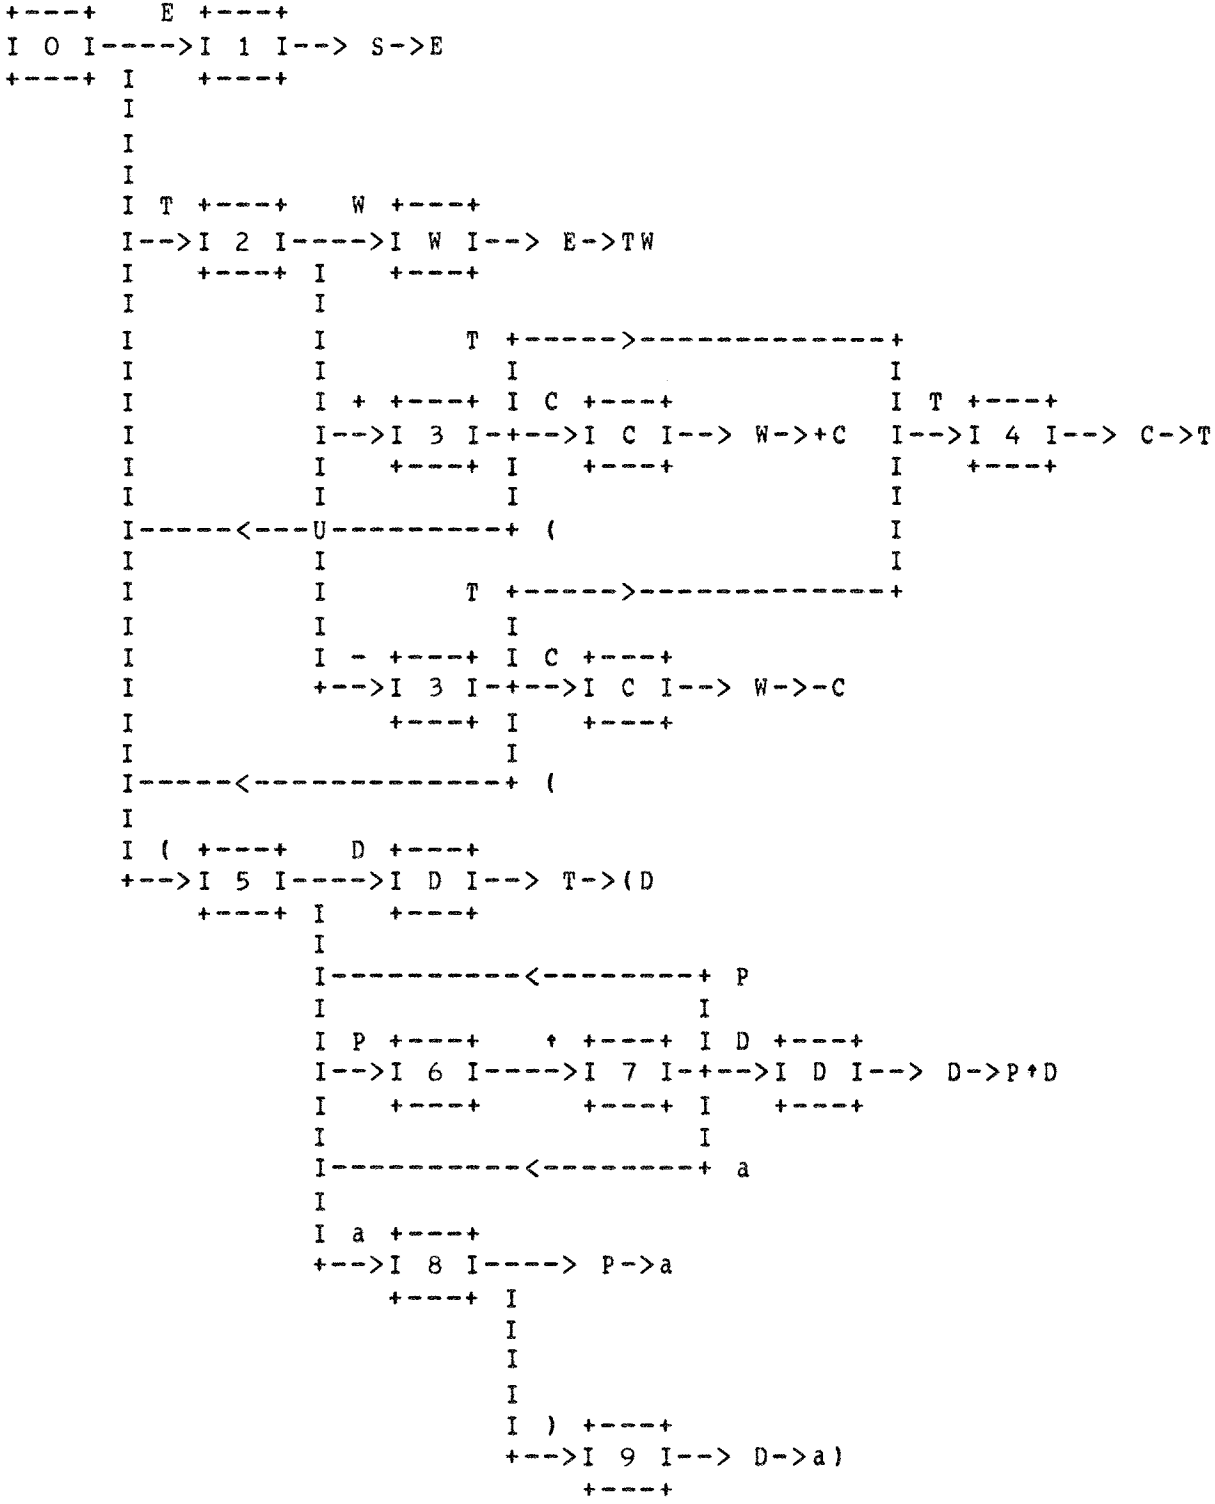 +----+    E +----+
I 0 I---->I 1 I--> S->E
+----+ I    +----+
I
I
I
I T +----+    W +----+
I-->I 2 I---->I W I--> E->TW
I    +----+ I    +----+
I          I
I          I        T +----->-------------+
I          I          I                    I
I          I + +----+ I C +----+           I T +----+
I          I-->I 3 I-+-->I C I--> W->+C  I-->I 4 I--> C->T
I          I    +----+ I    +----+         I    +----+
I          I          I                    I
I-----<---U---------+ (                    I
I          I                               I
I          I        T +----->-------------+
I          I          I
I          I - +----+ I C +----+
I          +-->I 3 I-+-->I C I--> W->-C
I               +----+ I    +----+
I                     I
I-----<-------------+ (
I
I ( +----+    D +----+
+-->I 5 I---->I D I--> T->(D
+----+ I    +----+
I
I----------<--------+ P
I                   I
I P +----+    ↑ +----+ I D +----+
I-->I 6 I---->I 7 I-+-->I D I--> D->P↑D
I    +----+      +----+ I    +----+
I                   I
I----------<--------+ a
I
I a +----+
+-->I 8 I----> P->a
+----+ I
I
I
I
I ) +----+
+-->I 9 I--> D->a)
+----+